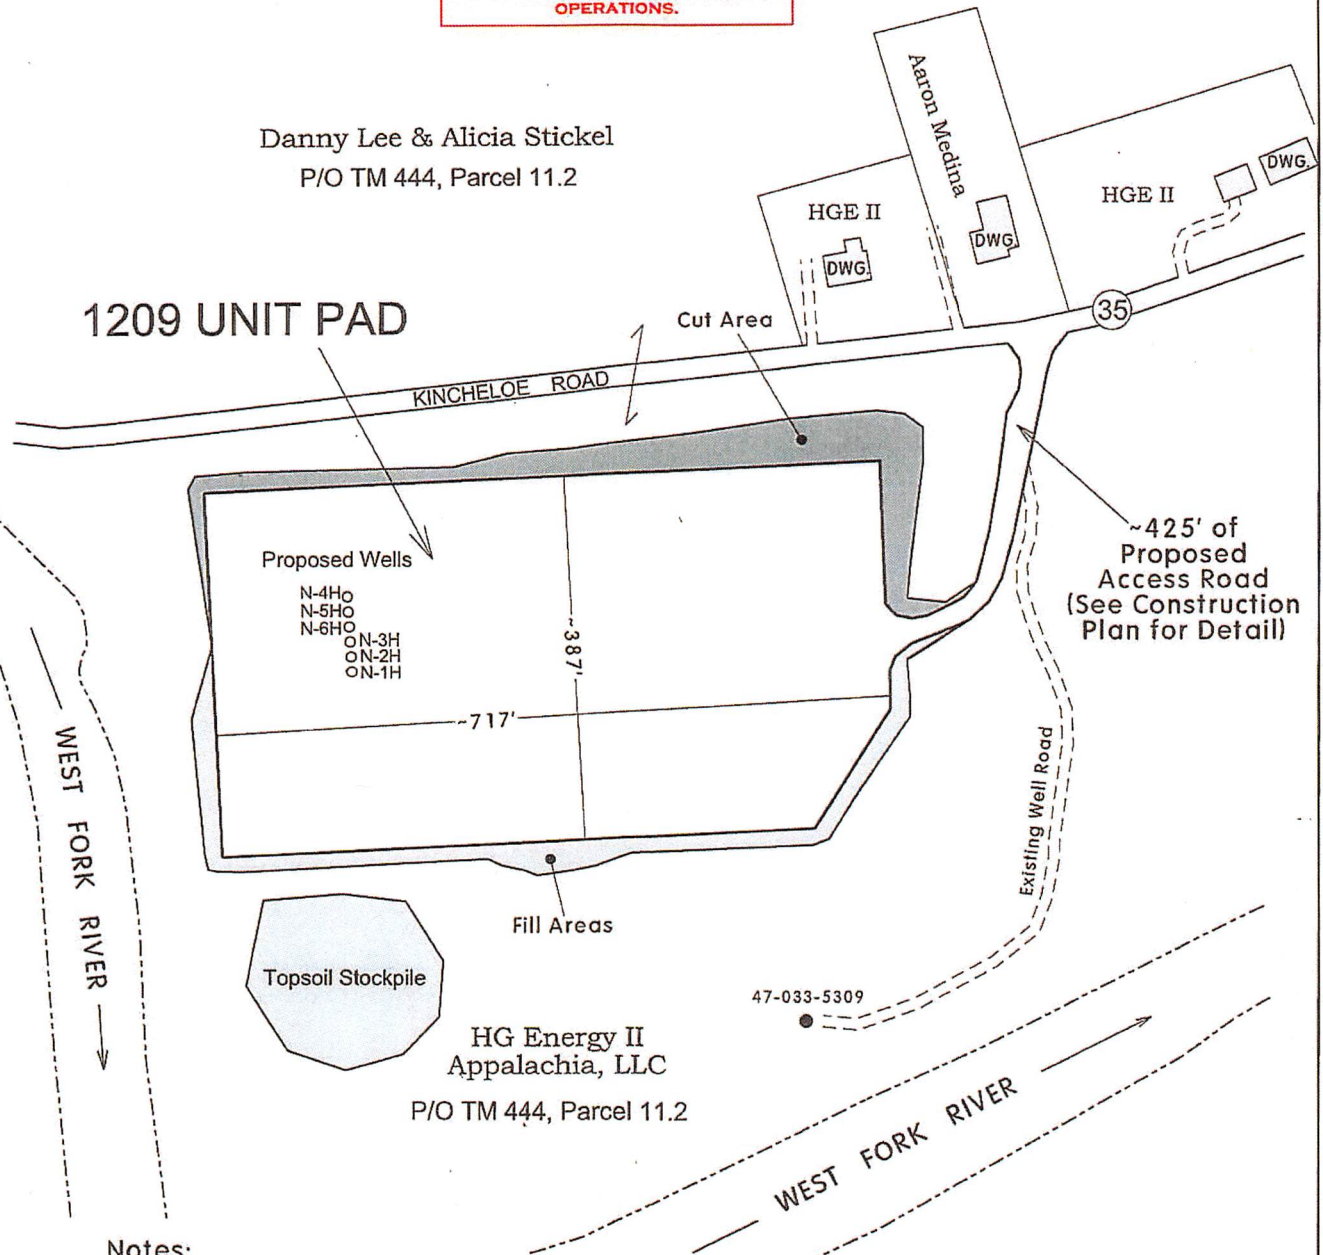 OPERATIONS.
Danny Lee & Alicia Stickel
P/O TM 444, Parcel 11.2
Aaron Medina
HGE II
DWG.
DWG.
HGE II
DWG.
1209 UNIT PAD
Cut Area
35
KINCHELOE ROAD
~425' of
Proposed
Access Road
(See Construction
Plan for Detail)
Proposed Wells
N-4H
N-5H
N-6H
N-3H
N-2H
N-1H
~387'
~717'
WEST FORK RIVER
Existing Well Road
Fill Areas
Topsoil Stockpile
47-033-5309
HG Energy II
Appalachia, LLC
P/O TM 444, Parcel 11.2
WEST FORK RIVER
Notes: